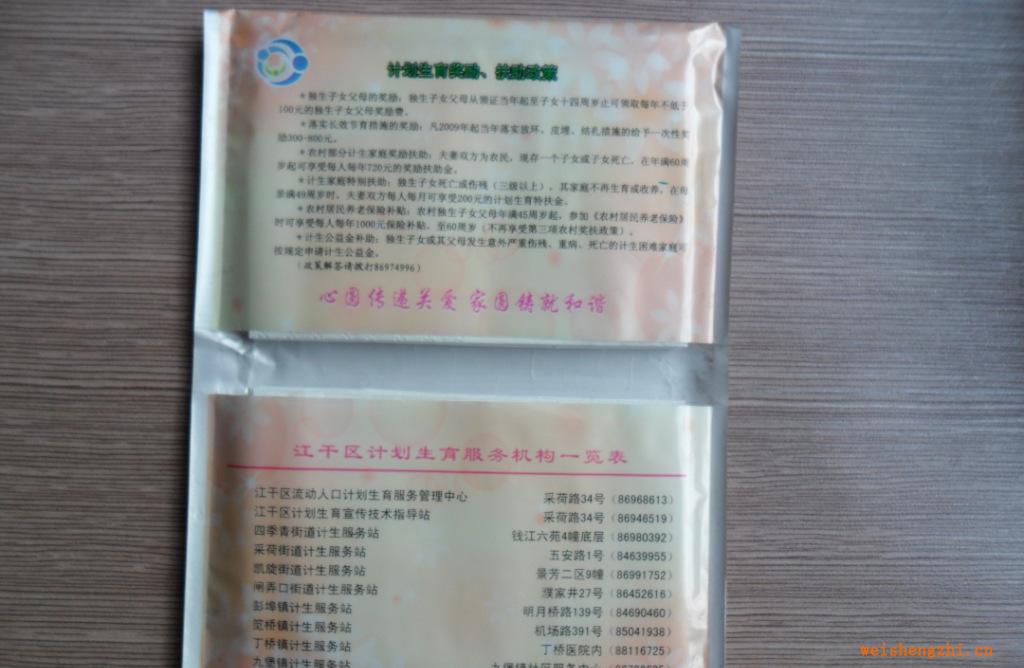 计划生育奖励、扶助政策
*独生子女父母的奖励：独生子女父母从领证当年起至子女十四周岁止可领取每年不低于
100元的独生子女父母奖励费。
*落实长效节育措施的奖励：凡2009年起当年落实放环、皮埋、结扎措施的给予一次性奖
励300-800元。
*农村部分计生家庭奖励扶助：夫妻双方为农民，现存一个子女或子女死亡，在年满60周
岁起可享受每人每年720元的奖励扶助金。
*计生家庭特别扶助：独生子女死亡或伤残（三级以上），其家庭不再生育或收养，在母
亲满49周岁时，夫妻双方每人每月可享受200元的计划生育特扶金。
*农村居民养老保险补贴：农村独生子女父母年满45周岁起，参加《农村居民养老保险》
时可享受每人每年1000元保险补贴，至60周岁（不再享受第三项农村奖扶政策）。
*计生公益金补助：独生子女或其父母发生意外严重伤残、重病、死亡的计生困难家庭可
按规定申请计生公益金。
（政策解答请拨打86974996）
心圆传递关爱 家圆铸就和谐
江干区计划生育服务机构一览表
江干区流动人口计划生育服务管理中心 采荷路34号（86968613）
江干区计划生育宣传技术指导站 采荷路34号（86946519）
四季青街道计生服务站 钱江六苑4幢底层（86980392）
采荷街道计生服务站 五安路1号（84639955）
凯旋街道计生服务站 景芳二区9幢（86991752）
闸弄口街道计生服务站 濮家井27号（86452616）
彭埠镇计生服务站 明月桥路139号（84690460）
笕桥镇计生服务站 机场路391号（85041938）
丁桥镇计生服务站 丁桥医院内（88116725）
九堡镇计生服务站
weishengzhi.cn